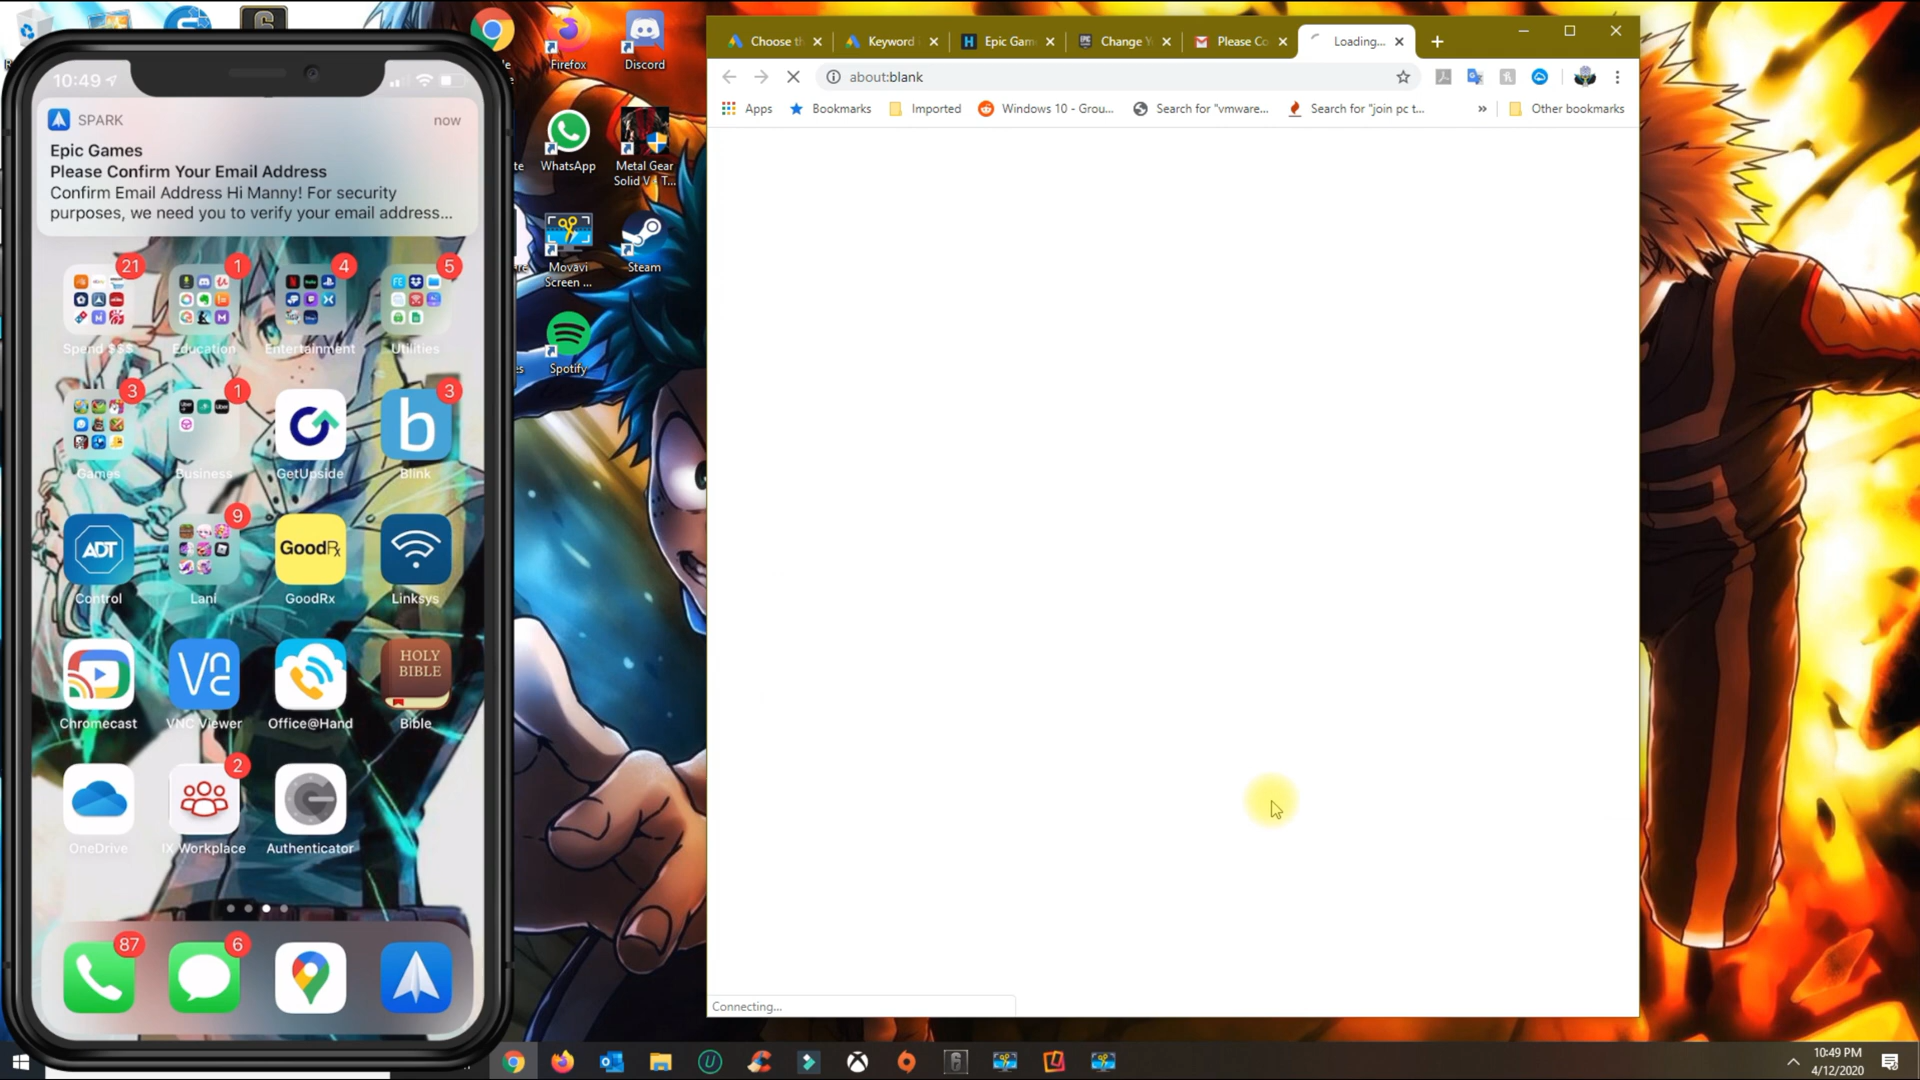 10:49
SPARK
now
Epic Games
Please Confirm Your Email Address
Confirm Email Address Hi Manny! For security
purposes, we need you to verify your email address...
21
1
4
5
Spend $$$
Education
Entertainment
Utilities
3
1
b
3
Games
Business
GetUpside
Blink
ADT
9
GoodRx
Control
Lani
GoodRx
Linksys
HOLY
BIBLE
Chromecast
VNC Viewer
Office@Hand
Bible
2
OneDrive
IX Workplace
Authenticator
87
6
Firefox
Discord
WhatsApp
Metal Gear
Solid V - T...
Movavi
Screen ...
Steam
Spotify
Choose th
Keyword
Epic Gam
Change Y
Please Co
Loading...
about:blank
Apps
Bookmarks
Imported
Windows 10 - Grou...
Search for "vmware...
Search for "join pc t...
»
Other bookmarks
Connecting...
10:49 PM
4/12/2020